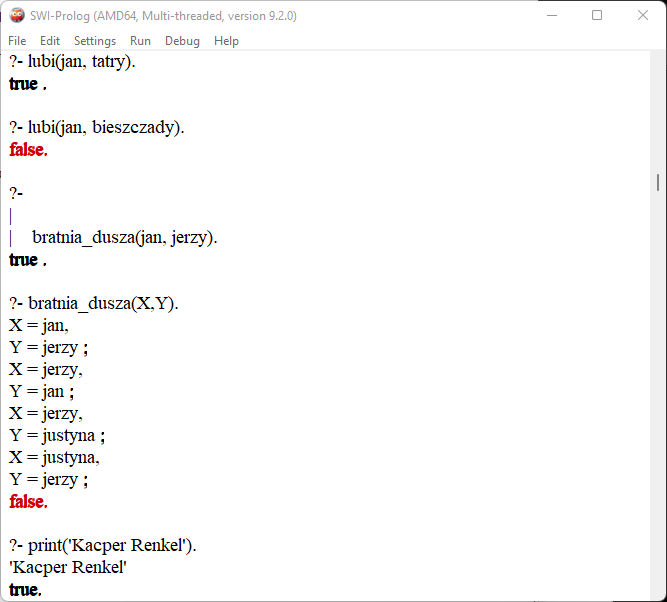 SWI-Prolog (AMD64, Multi-threaded, version 9.2.0)
File Edit Settings Run Debug Help
?- lubi(jan, tatry).
true .
?- lubi(jan, bieszczady).
false.
?-
|
| bratnia_dusza(jan, jerzy).
true .
?- bratnia_dusza(X,Y).
X = jan,
Y = jerzy ;
X = jerzy,
Y = jan ;
X = jerzy,
Y = justyna ;
X = justyna,
Y = jerzy ;
false.
?- print('Kacper Renkel').
'Kacper Renkel'
true.